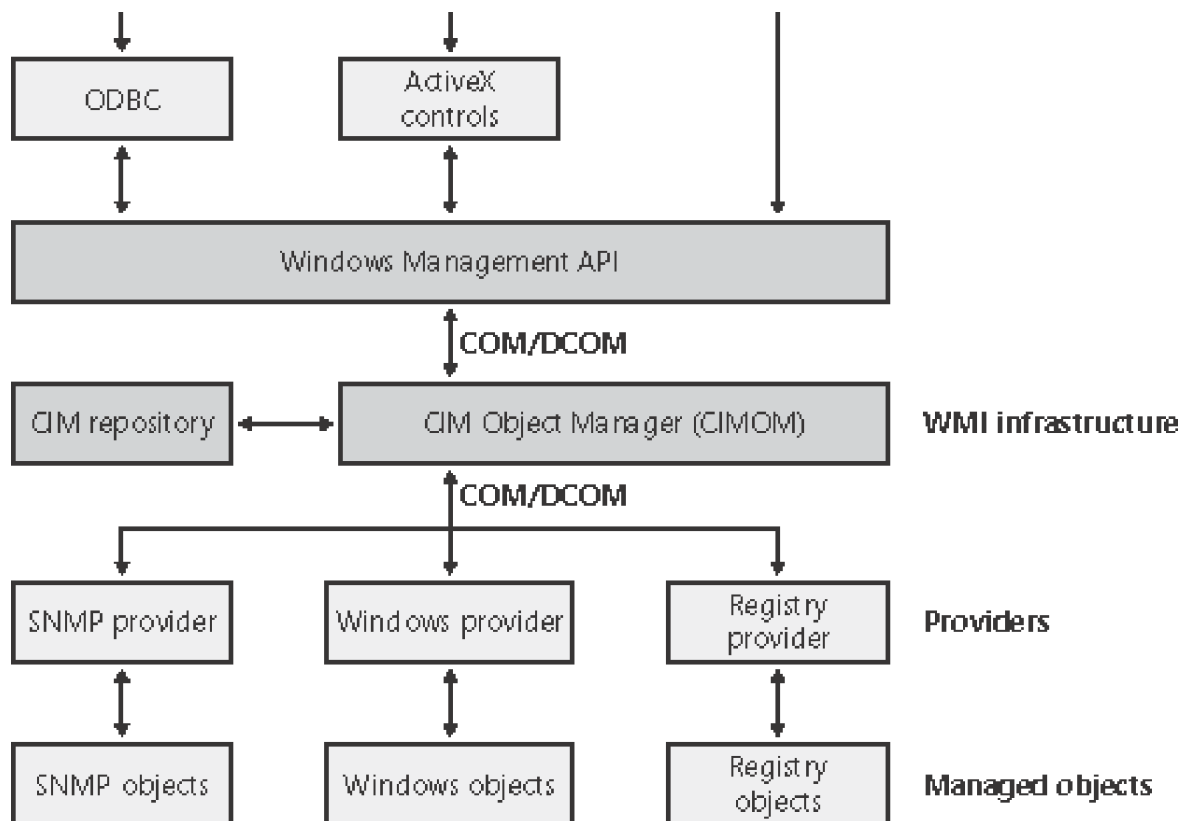 ODBC
ActiveX
controls
Windows Management API
COM/DCOM
CIM repository
CIM Object Manager (CIMOM)
WMI infrastructure
COM/DCOM
SNMP provider
Windows provider
Registry
provider
Providers
SNMP objects
Windows objects
Registry
objects
Managed objects